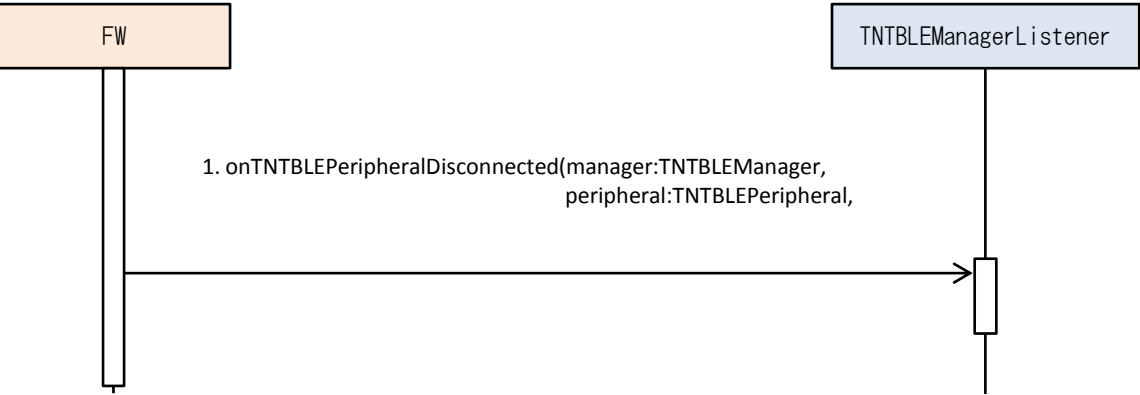 FW
TNTBLEManagerListener
1. onTNTBLEPeripheralDisconnected(manager:TNTBLEManager,
peripheral:TNTBLEPeripheral,